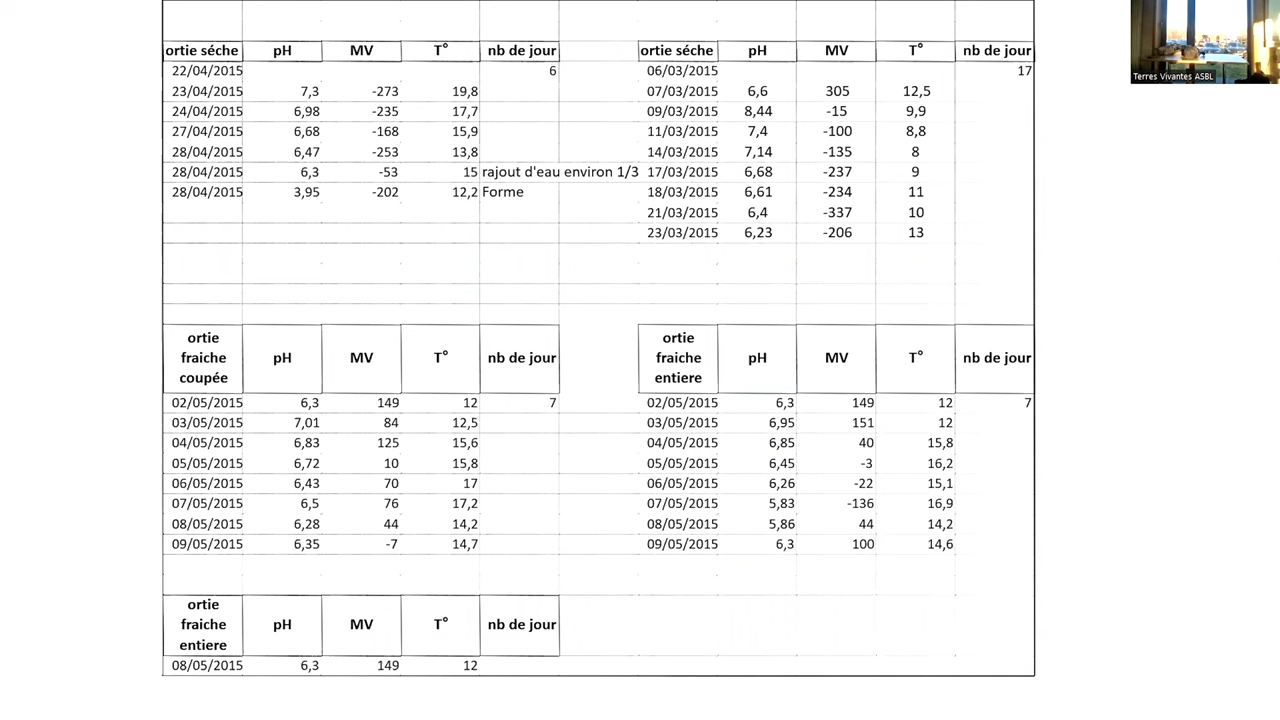 ortie séche pH MV T° nb de jour ortie séche pH MV T° nb de jour
22/04/2015 6 06/03/2015 17
23/04/2015 7,3 -273 19,8 07/03/2015 6,6 305 12,5
24/04/2015 6,98 -235 17,7 09/03/2015 8,44 -15 9,9
27/04/2015 6,68 -168 15,9 11/03/2015 7,4 -100 8,8
28/04/2015 6,47 -253 13,8 14/03/2015 7,14 -135 8
28/04/2015 6,3 -53 15 rajout d'eau environ 1/3 17/03/2015 6,68 -237 9
28/04/2015 3,95 -202 12,2 Forme 18/03/2015 6,61 -234 11
21/03/2015 6,4 -337 10
23/03/2015 6,23 -206 13
ortie fraiche coupée pH MV T° nb de jour ortie fraiche entiere pH MV T° nb de jour
02/05/2015 6,3 149 12 7 02/05/2015 6,3 149 12 7
03/05/2015 7,01 84 12,5 03/05/2015 6,95 151 12
04/05/2015 6,83 125 15,6 04/05/2015 6,85 40 15,8
05/05/2015 6,72 10 15,8 05/05/2015 6,45 -3 16,2
06/05/2015 6,43 70 17 06/05/2015 6,26 -22 15,1
07/05/2015 6,5 76 17,2 07/05/2015 5,83 -136 16,9
08/05/2015 6,28 44 14,2 08/05/2015 5,86 44 14,2
09/05/2015 6,35 -7 14,7 09/05/2015 6,3 100 14,6
ortie fraiche entiere pH MV T° nb de jour
08/05/2015 6,3 149 12
Terres Vivantes ASBL